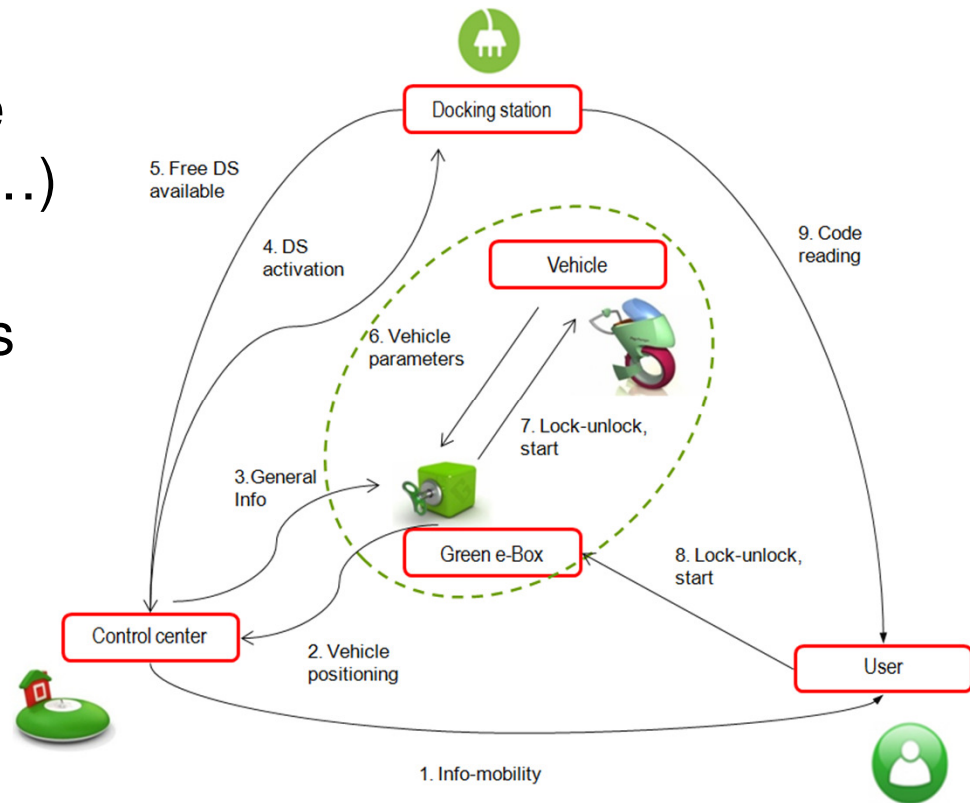 e
…)
s
Docking station
5. Free DS
available
4. DS
activation
9. Code
reading
Vehicle
6. Vehicle
parameters
7. Lock-unlock,
start
3.General
Info
Green e-Box
8. Lock-unlock,
start
Control center
2. Vehicle
positioning
User
1. Info-mobility